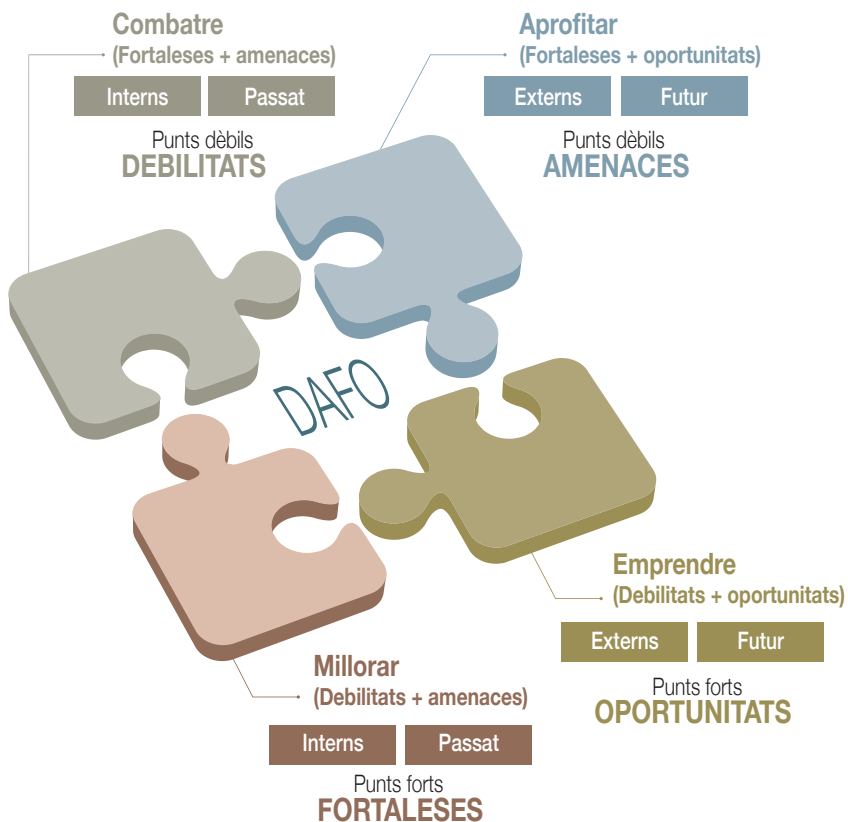 Combatre
(Fortaleses + amenaces)
Interns
Passat
Punts dèbils
DEBILITATS
Aprofitar
(Fortaleses + oportunitats)
Externs
Futur
Punts dèbils
AMENACES
DAFO
Emprendre
(Debilitats + oportunitats)
Externs
Futur
Punts forts
OPORTUNITATS
Millorar
(Debilitats + amenaces)
Interns
Passat
Punts forts
FORTALESES